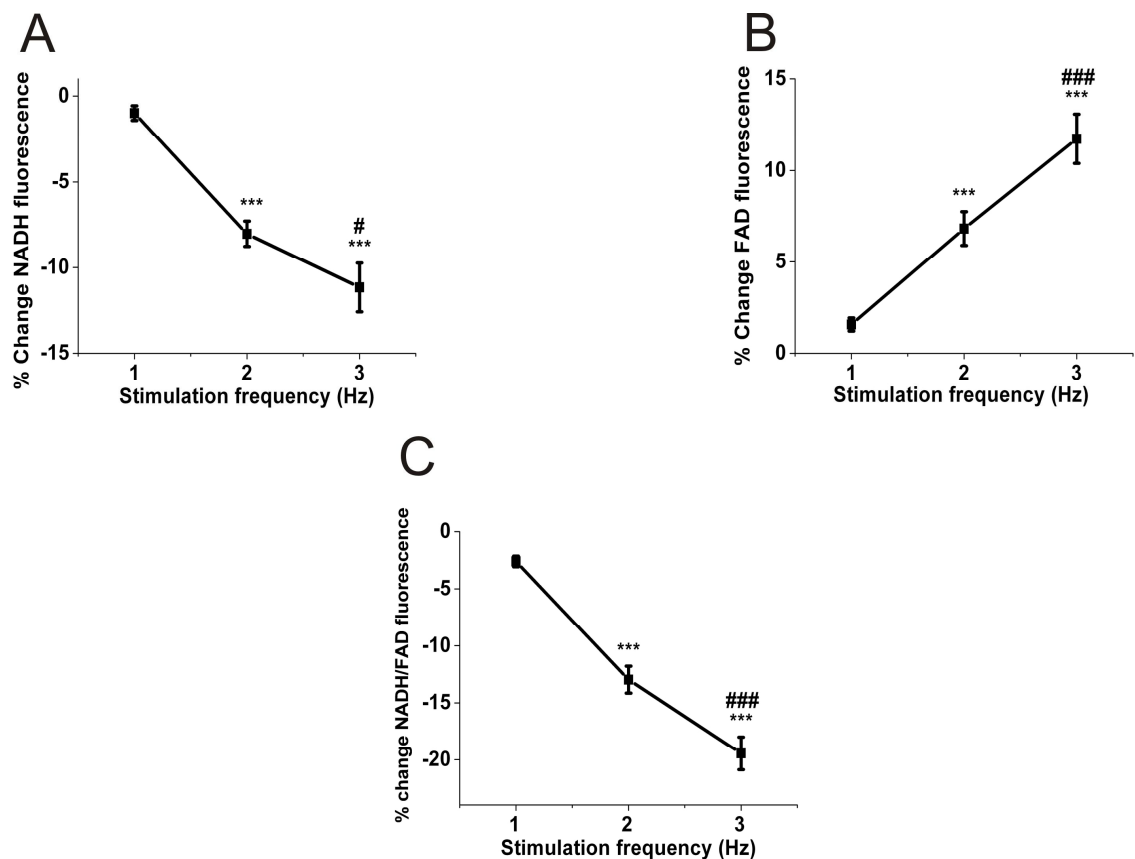 A
% Change NADH fluorescence
0
-5
-10
-15
***
#
***
1 2 3
Stimulation frequency (Hz)
B
% Change FAD fluorescence
15
10
5
0
***
###
***
1 2 3
Stimulation frequency (Hz)
C
% change NADH/FAD fluorescence
0
-5
-10
-15
-20
***
###
***
1 2 3
Stimulation frequency (Hz)